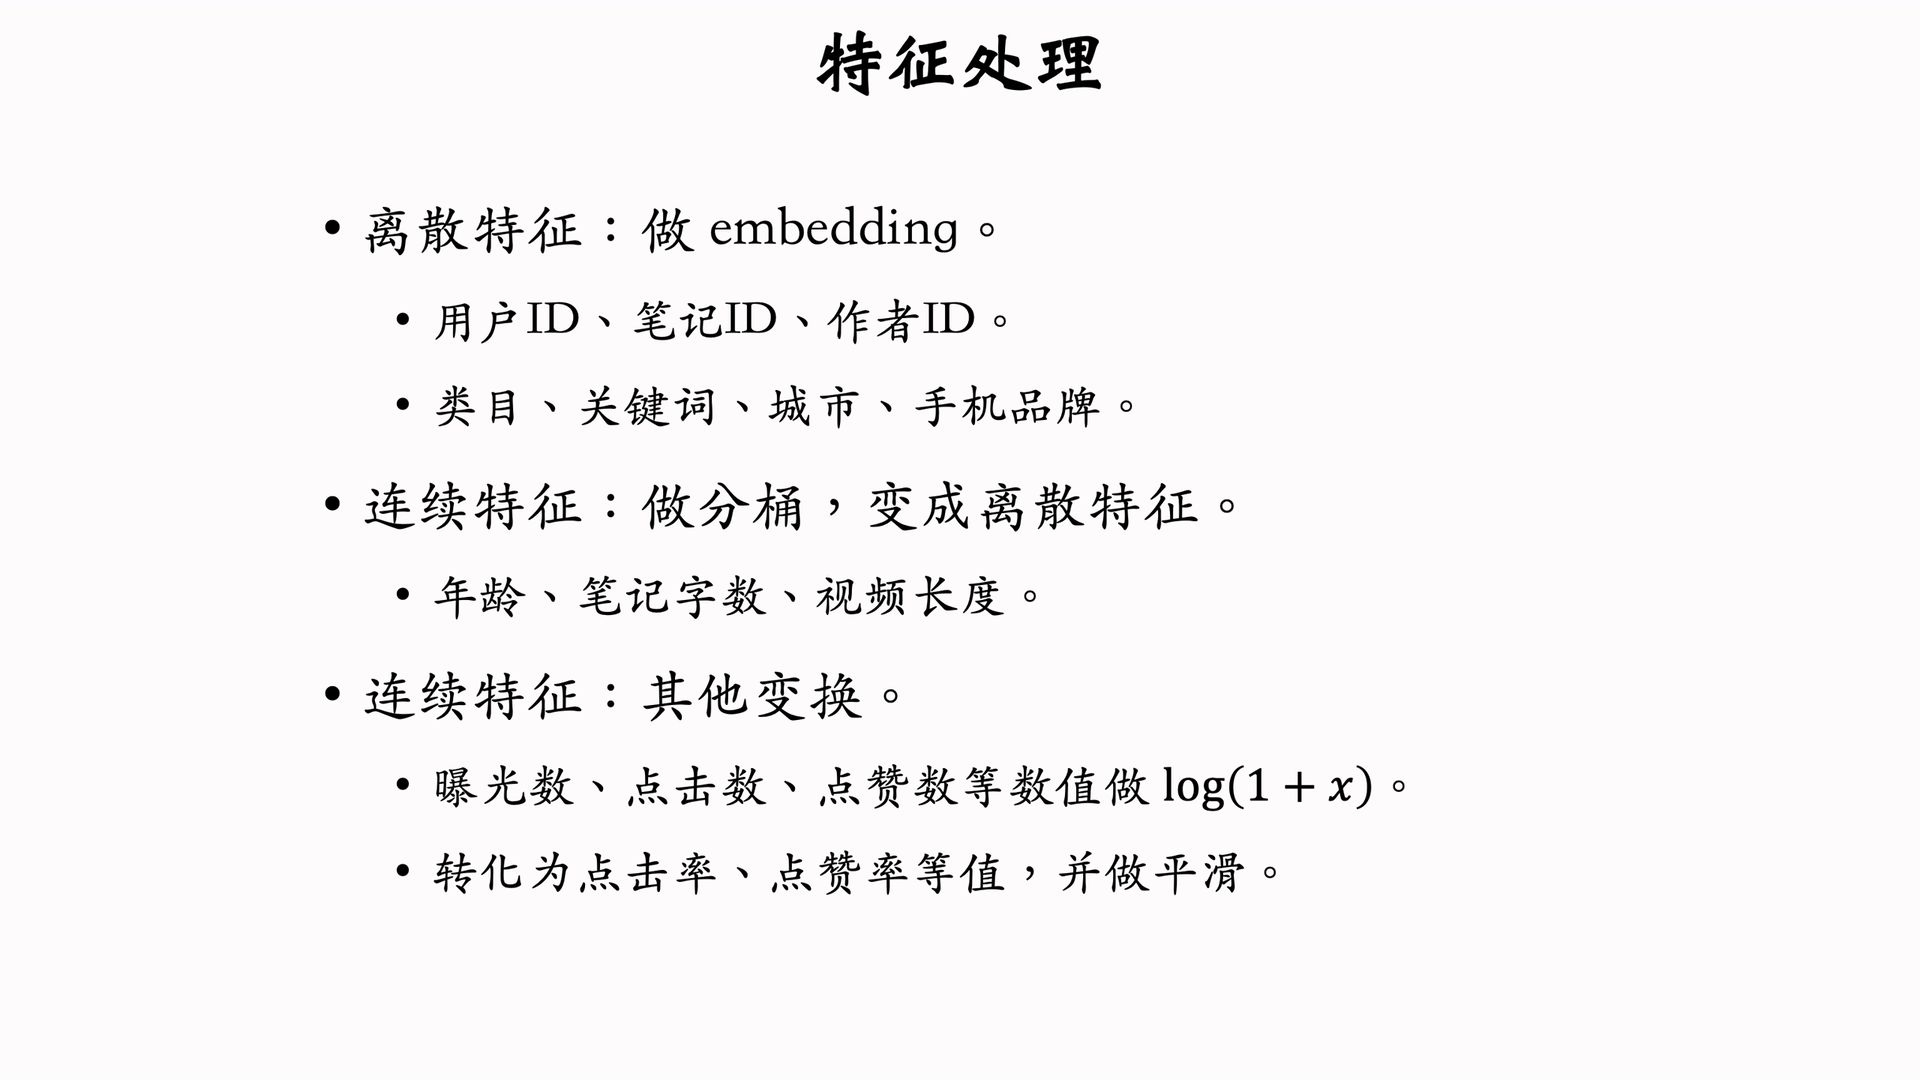 特征处理
• 离散特征：做 embedding。
• 用户ID、笔记ID、作者ID。
• 类目、关键词、城市、手机品牌。
• 连续特征：做分桶，变成离散特征。
• 年龄、笔记字数、视频长度。
• 连续特征：其他变换。
• 曝光数、点击数、点赞数等数值做 log(1 + x)。
• 转化为点击率、点赞率等值，并做平滑。